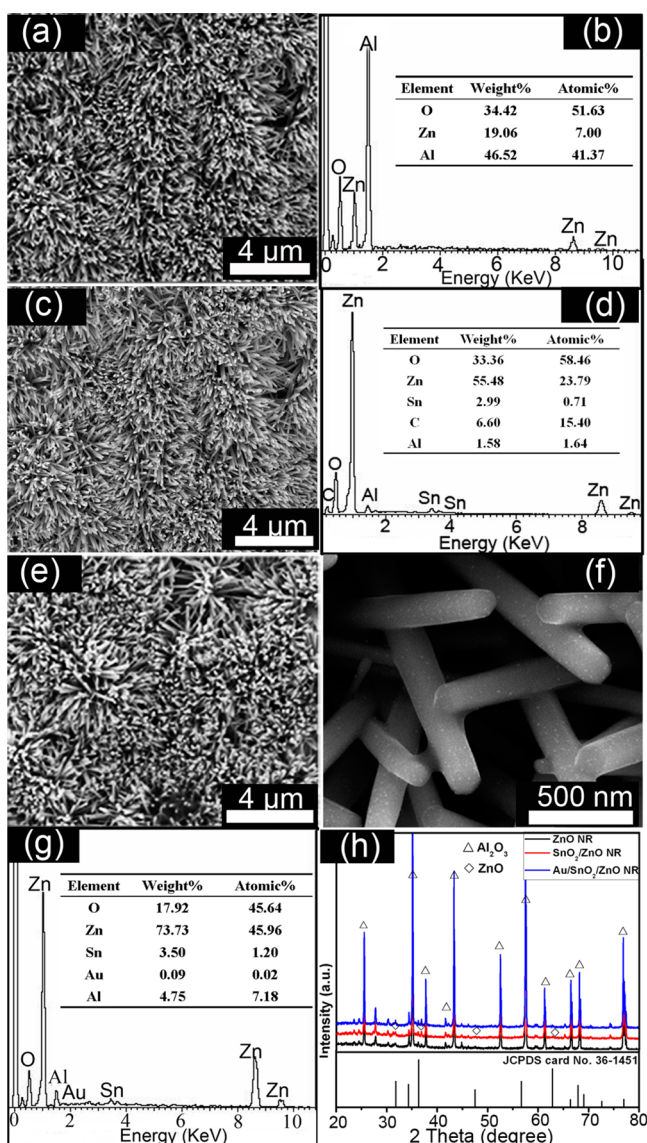 (a)
4 μm
(b)
Al
Element Weight% Atomic%
O 34.42 51.63
Zn 19.06 7.00
Al 46.52 41.37
O
Zn
Zn
Zn
0 2 4 6 8 10
Energy (KeV)
(c)
4 μm
(d)
Zn
Element Weight% Atomic%
O 33.36 58.46
Zn 55.48 23.79
Sn 2.99 0.71
C 6.60 15.40
Al 1.58 1.64
O
C
Al
Sn
Sn
Zn
Zn
2 4 6 8
Energy (KeV)
(e)
4 μm
(f)
500 nm
(g)
Zn
Element Weight% Atomic%
O 17.92 45.64
Zn 73.73 45.96
Sn 3.50 1.20
Au 0.09 0.02
Al 4.75 7.18
O
Al
Au
Sn
Zn
Zn
0 2 4 6 8 10
Energy (KeV)
(h)
△ Al₂O₃
◇ ZnO
ZnO NR
SnO₂/ZnO NR
Au/SnO₂/ZnO NR
Intensity (a.u.)
JCPDS card No. 36-1451
20 30 40 50 60 70 80
2 Theta (degree)